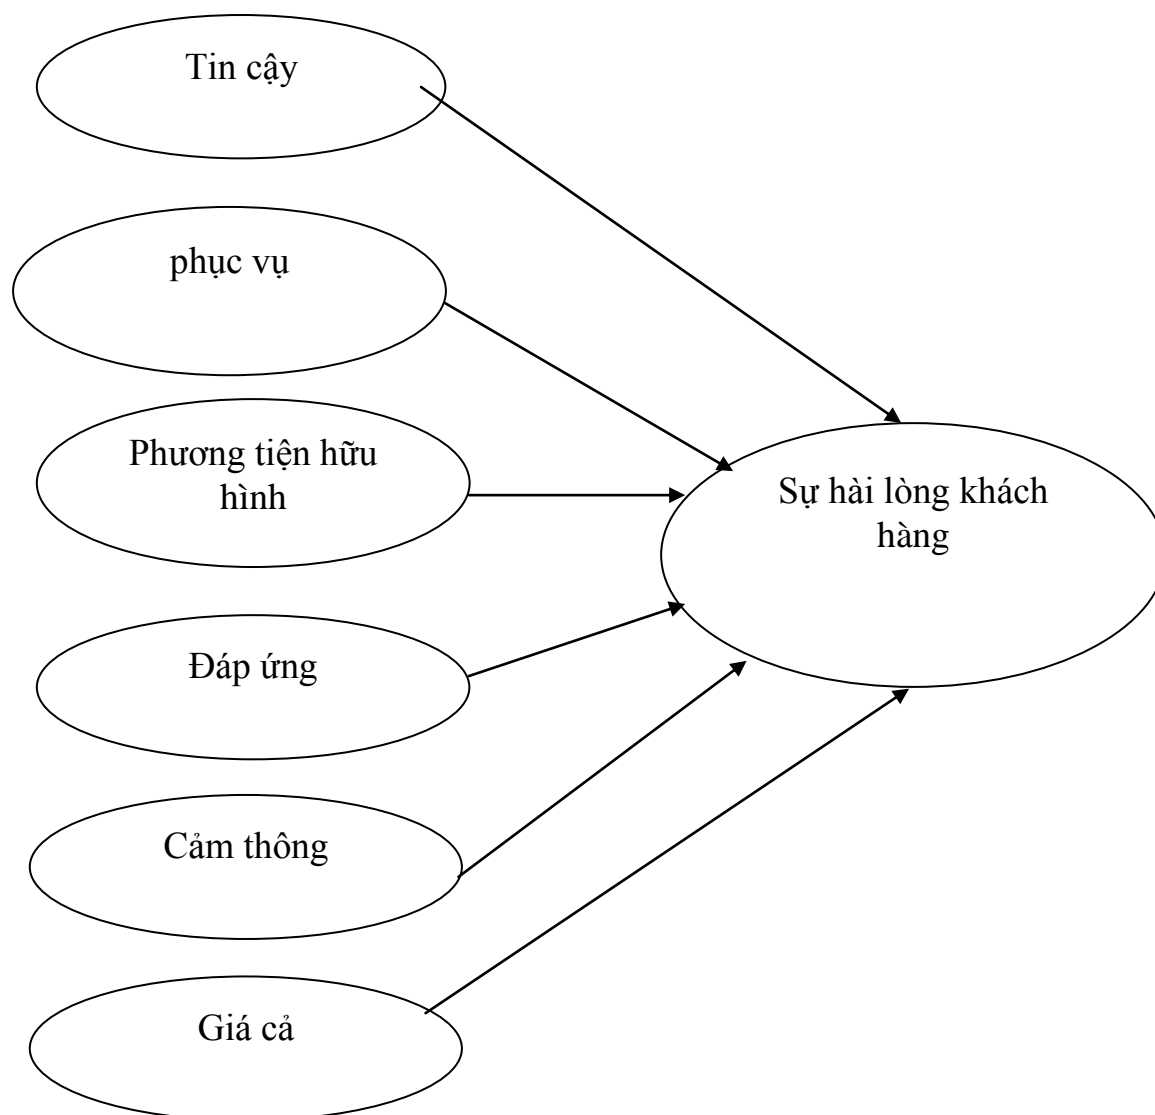 Tin cậy
phục vụ
Phương tiện hữu
hình
Sự hài lòng khách
hàng
Đáp ứng
Cảm thông
Giá cả